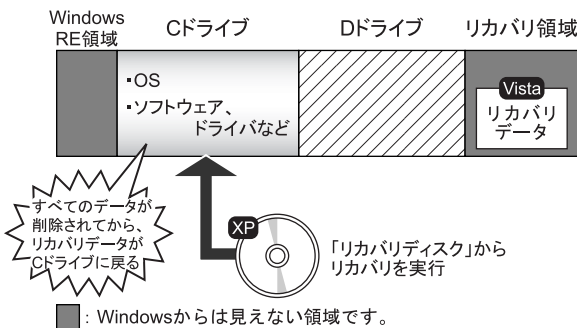 Windows
RE領域
Cドライブ
Dドライブ
リカバリ領域
・OS
・ソフトウェア、
ドライバなど
Vista
リカバリ
データ
すべてのデータが
削除されてから、
リカバリデータが
Cドライブに戻る
XP
「リカバリディスク」から
リカバリを実行
：Windowsからは見えない領域です。